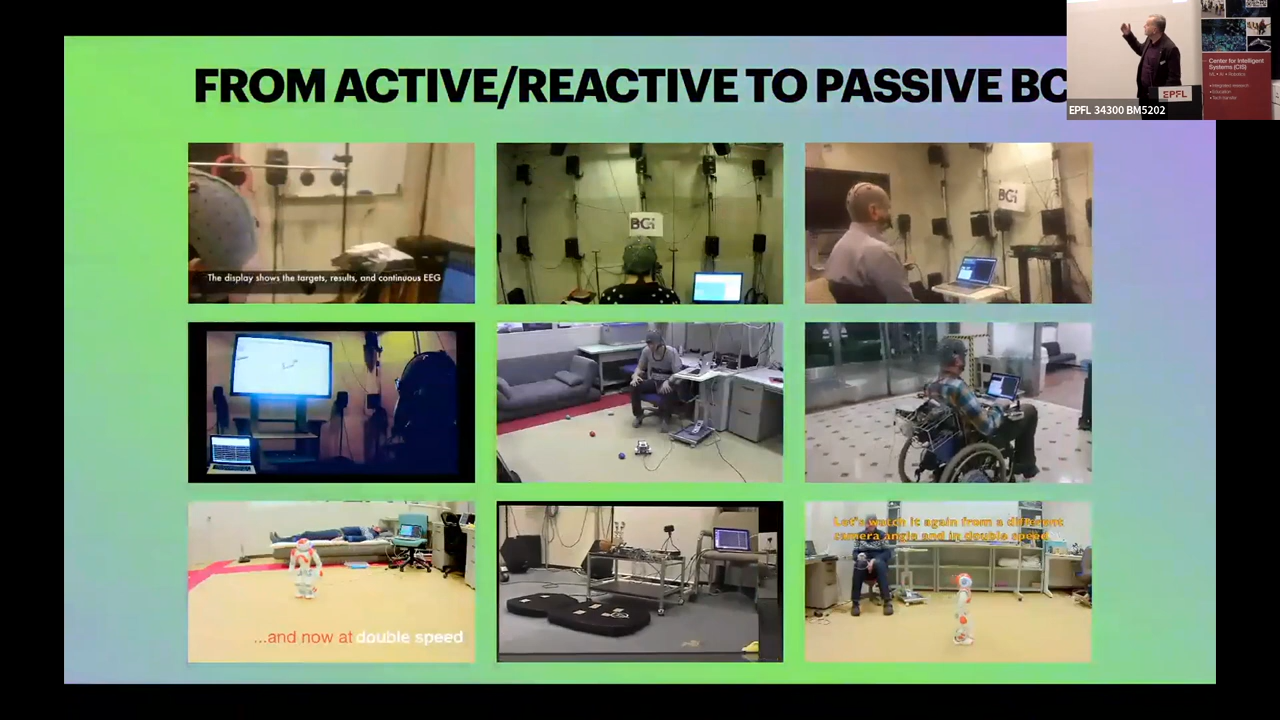 FROM ACTIVE/REACTIVE TO PASSIVE BC
Center for Intelligent
Systems (CIS)
EPFL
EPFL 34300 BM5202
The display shows the targets, results, and continuous EEG
BCi
BCi
...and now at double speed
Let's watch it again from a different
camera angle and in double speed